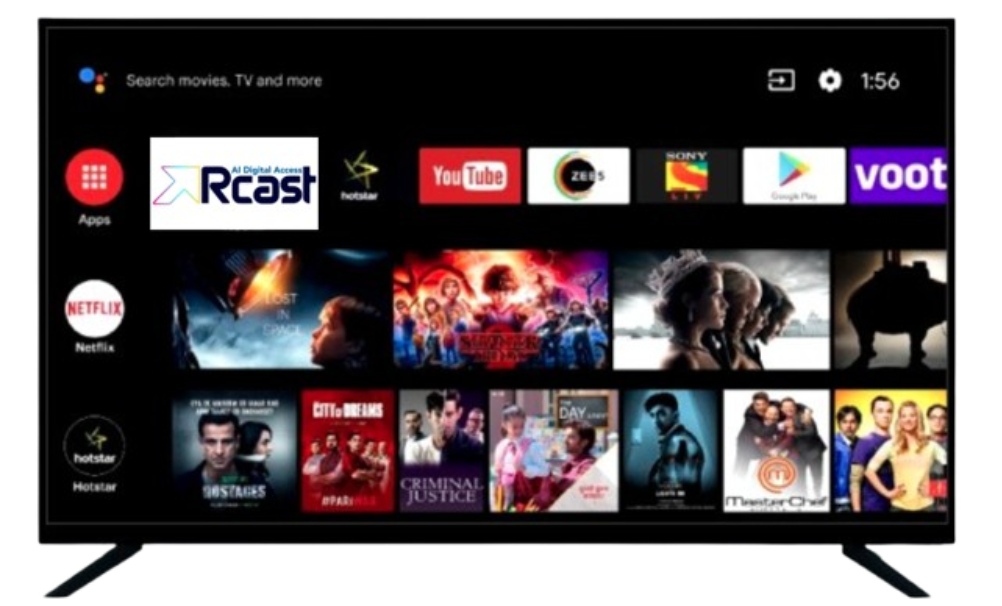 Search movies, TV and more
1:56
Apps
AI Digital Access
Rcast
hotstar
YouTube
ZEE5
SONY
LIV
Google Play
voot
NETFLIX
Netflix
LOST
IN
SPACE
STRANGER
hotstar
Hotstar
HOSTAGES
CITY OF DREAMS
CRIMINAL
JUSTICE
THE
DAY
MasterChef